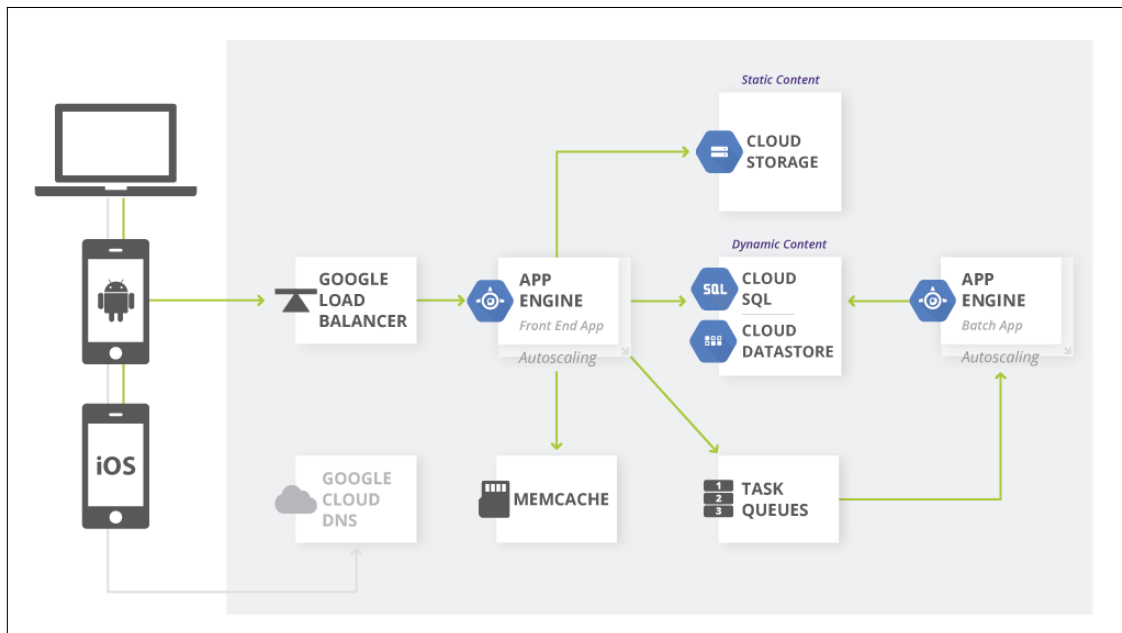 Static Content
CLOUD
STORAGE
Dynamic Content
GOOGLE
LOAD
BALANCER
APP
ENGINE
Front End App
Autoscaling
SQL
CLOUD
SQL
CLOUD
DATASTORE
APP
ENGINE
Batch App
Autoscaling
iOS
GOOGLE
CLOUD
DNS
MEMCACHE
1
2
3
TASK
QUEUES